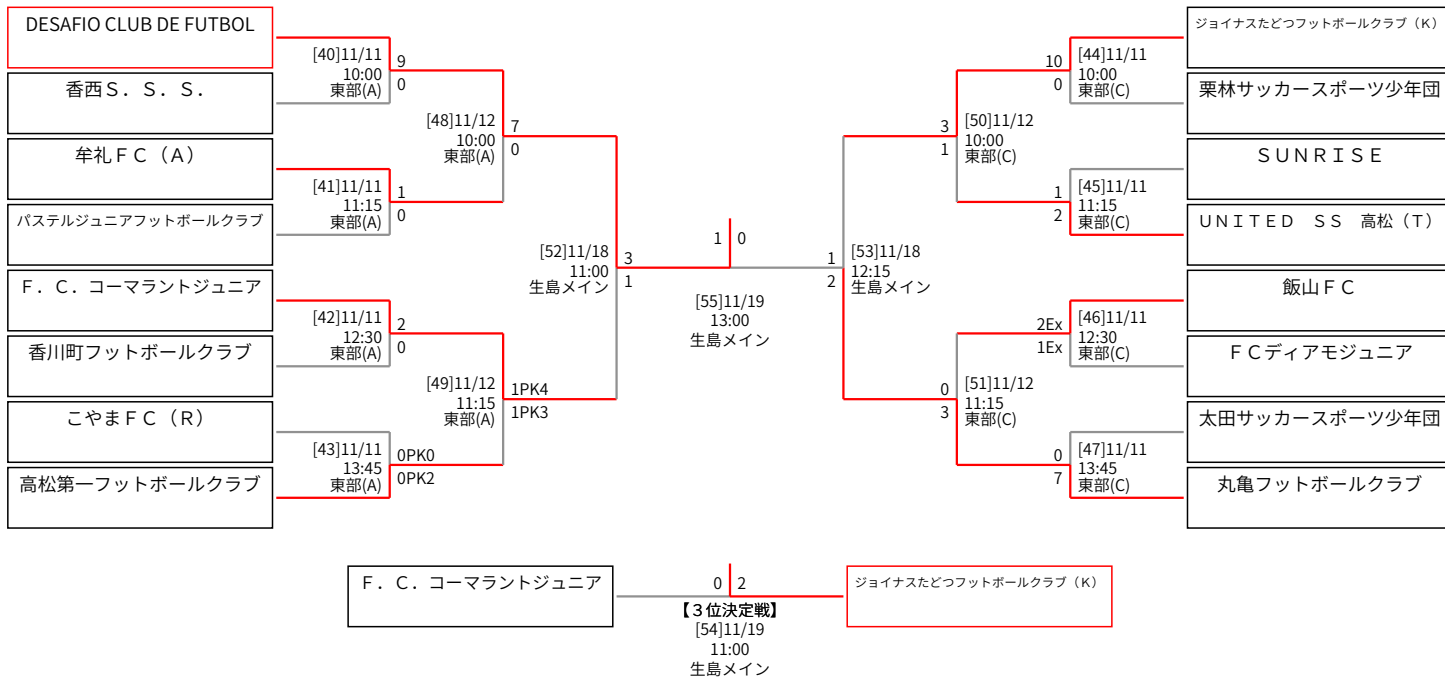 DESAFIO CLUB DE FUTBOL
香西Ｓ．Ｓ．Ｓ．
牟礼ＦＣ（Ａ）
パステルジュニアフットボールクラブ
Ｆ．Ｃ．コーマラントジュニア
香川町フットボールクラブ
こやまＦＣ（Ｒ）
高松第一フットボールクラブ
[40]11/11
10:00
東部(A)
9
0
[41]11/11
11:15
東部(A)
1
0
[42]11/11
12:30
東部(A)
2
0
[43]11/11
13:45
東部(A)
0PK0
0PK2
[48]11/12
10:00
東部(A)
7
0
[49]11/12
11:15
東部(A)
1PK4
1PK3
[52]11/18
11:00
生島メイン
3
1
1 0
[55]11/19
13:00
生島メイン
1
2
[53]11/18
12:15
生島メイン
3
1
[50]11/12
10:00
東部(C)
0
3
[51]11/12
11:15
東部(C)
10
0
[44]11/11
10:00
東部(C)
1
2
[45]11/11
11:15
東部(C)
2Ex
1Ex
[46]11/11
12:30
東部(C)
0
7
[47]11/11
13:45
東部(C)
ジョイナスたどつフットボールクラブ（Ｋ）
栗林サッカースポーツ少年団
ＳＵＮＲＩＳＥ
ＵＮＩＴＥＤ　ＳＳ　高松（Ｔ）
飯山ＦＣ
ＦＣディアモジュニア
太田サッカースポーツ少年団
丸亀フットボールクラブ
Ｆ．Ｃ．コーマラントジュニア
0 2
【３位決定戦】
[54]11/19
11:00
生島メイン
ジョイナスたどつフットボールクラブ（Ｋ）